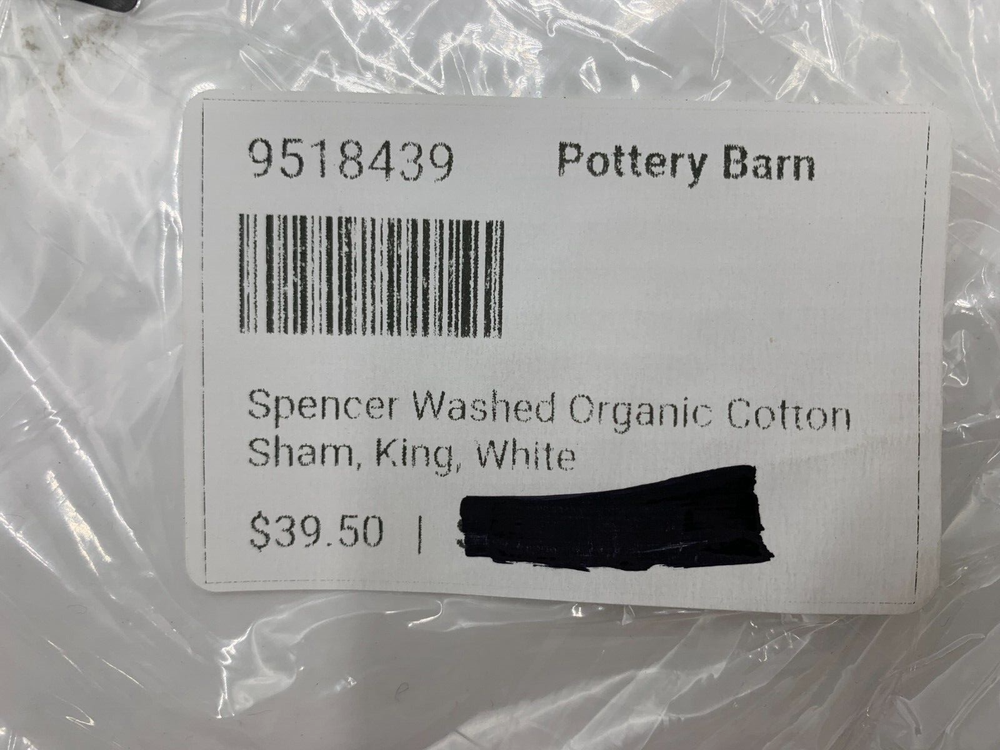 9518439 Pottery Barn
Spencer Washed Organic Cotton
Sham, King, White
$39.50 |